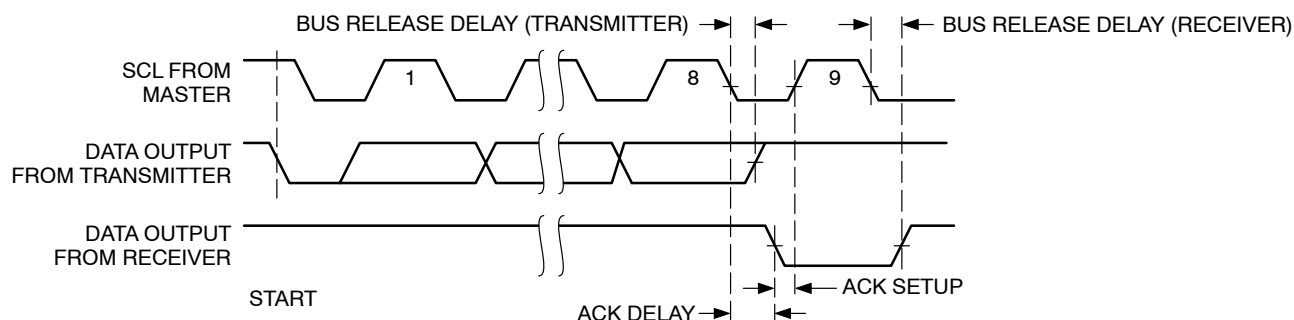 BUS RELEASE DELAY (TRANSMITTER)
BUS RELEASE DELAY (RECEIVER)
SCL FROM
MASTER
1
8
9
DATA OUTPUT
FROM TRANSMITTER
DATA OUTPUT
FROM RECEIVER
START
ACK SETUP
ACK DELAY